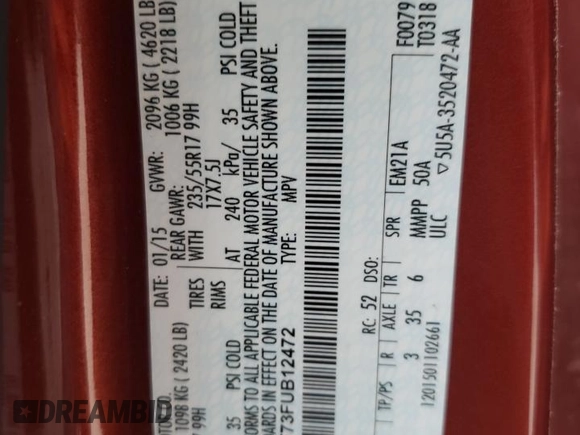 DATE: 01/15 GVWR: 2096 KG ( 4620 LB
1098 KG ( 2420 LB) REAR GAWR: 1006 KG ( 2218 LB)
99H TIRES WITH 235/55R17 99H
RIMS 17X7.5J
35 PSI COLD AT 240 kPa/ 35 PSI COLD
ORMS TO ALL APPLICABLE FEDERAL MOTOR VEHICLE SAFETY AND THEFT
ARDS IN EFFECT ON THE DATE OF MANUFACTURE SHOWN ABOVE.
73FUB12472 TYPE: MPV
F0079
T0318
RC: 52 DSO:
TP/PS R AXLE TR SPR EM21A
3 35 6 MMPP 50A
ULC ▽5U5A-3520472-AA
1201501102661
DREAMBID